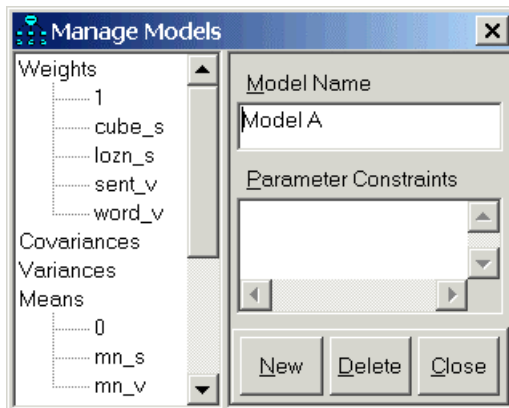 Manage Models
Weights
1
cube_s
lozn_s
sent_v
word_v
Covariances
Variances
Means
0
mn_s
mn_v
Model Name
Model A
Parameter Constraints
New
Delete
Close